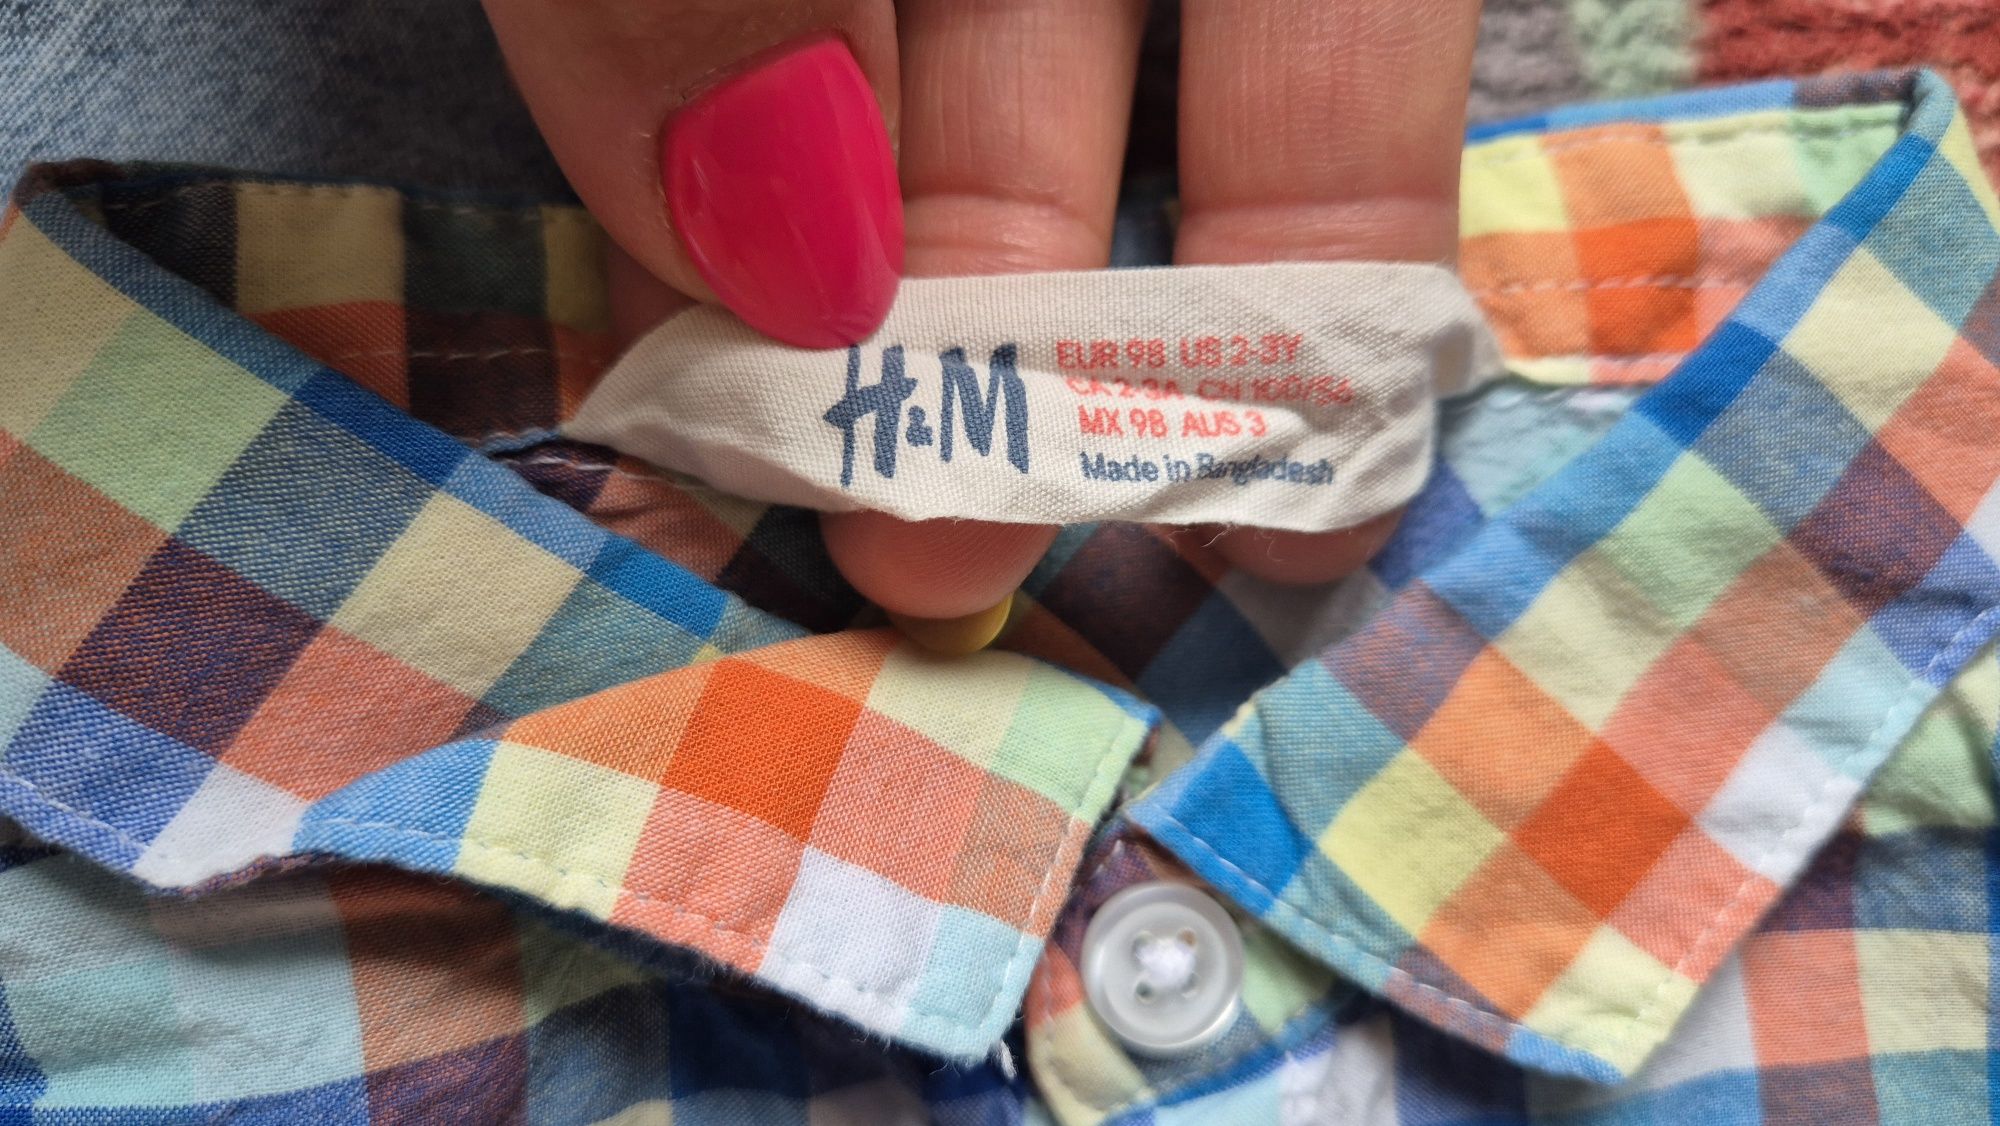 H&M
EUR 98 US 2-3Y
CA 2-3A CN 100/56
MX 98 AUS 3
Made in Bangladesh